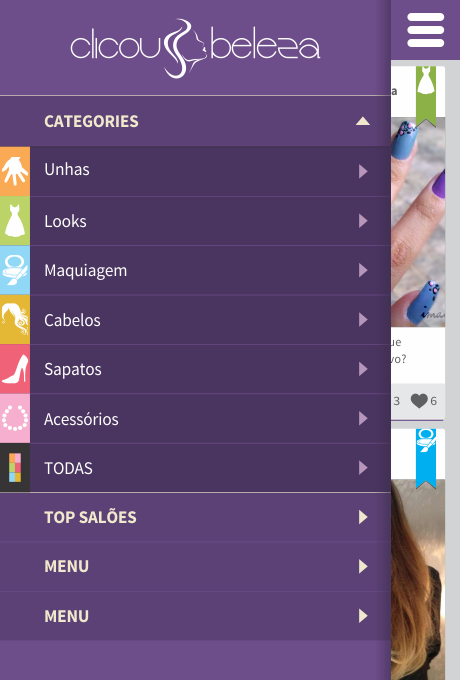 clicou beleza
CATEGORIES
Unhas
Looks
Maquiagem
Cabelos
Sapatos
Acessórios
TODAS
TOP SALÕES
MENU
MENU
a
ue
vo?
3 6